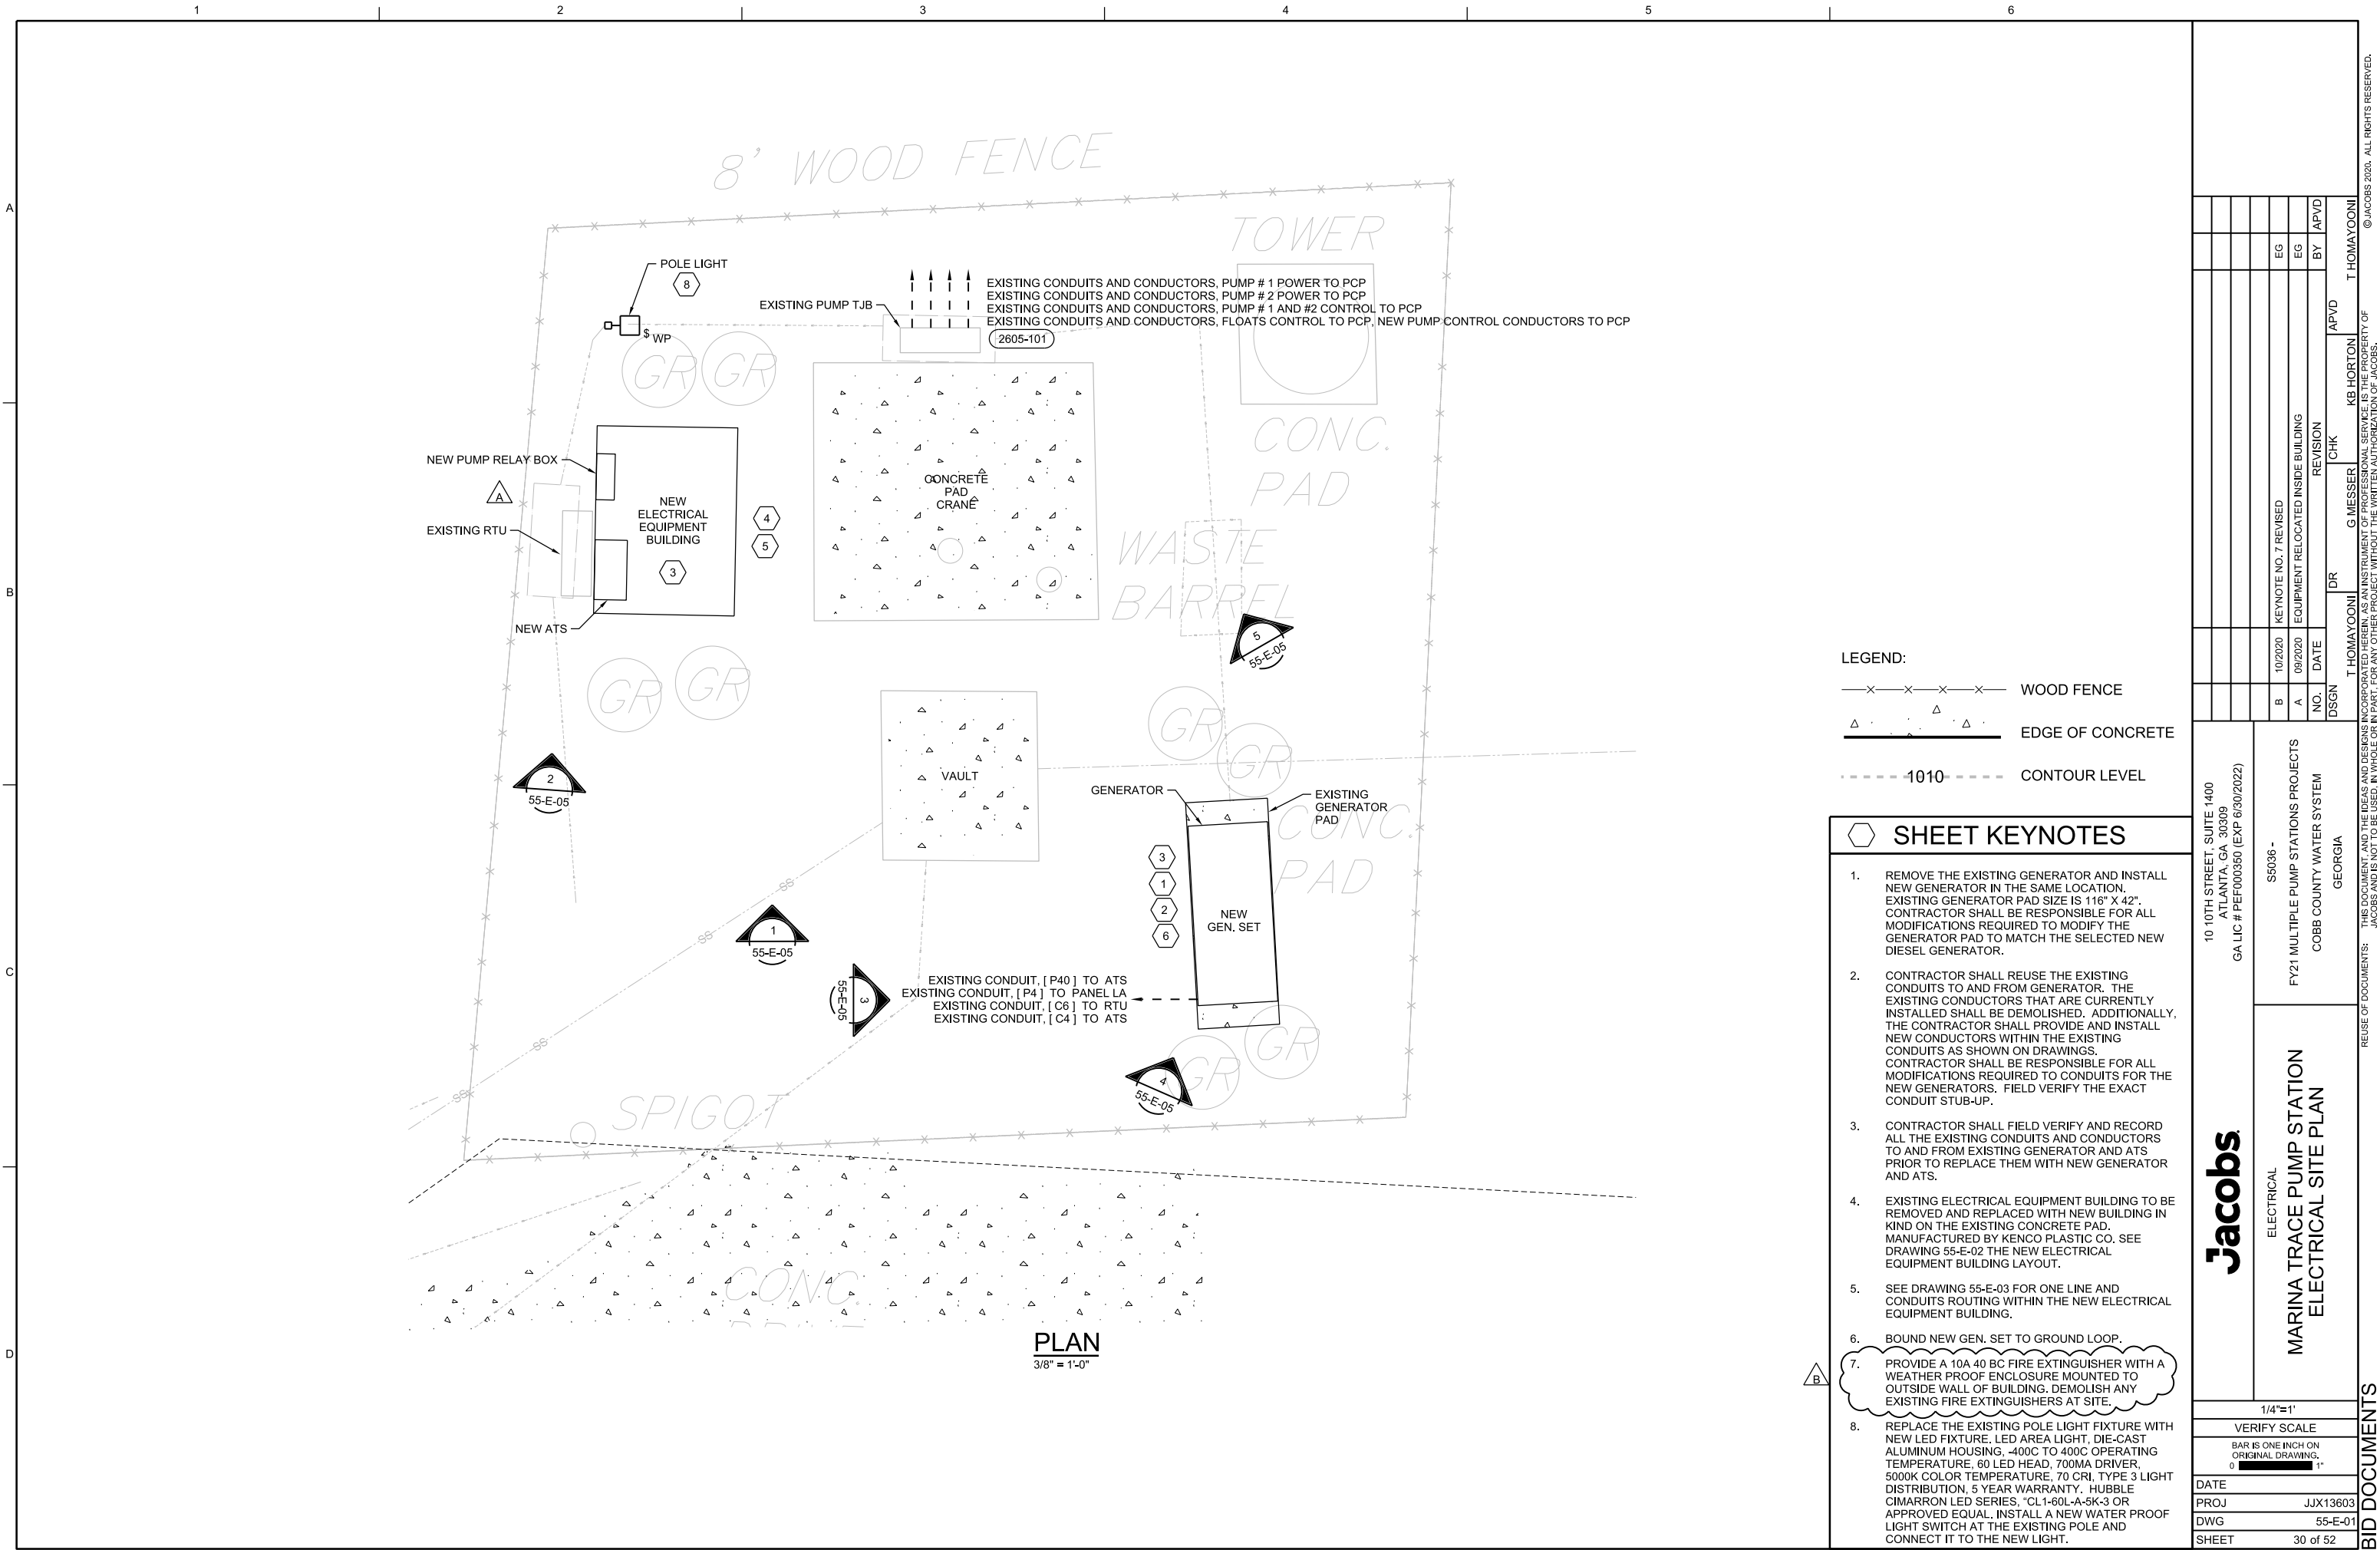 1 2 3 4 5 6
A
B
C
D
8' WOOD FENCE
TOWER
POLE LIGHT
8
$ WP
EXISTING PUMP TJB
EXISTING CONDUITS AND CONDUCTORS, PUMP # 1 POWER TO PCP
EXISTING CONDUITS AND CONDUCTORS, PUMP # 2 POWER TO PCP
EXISTING CONDUITS AND CONDUCTORS, PUMP # 1 AND #2 CONTROL TO PCP
EXISTING CONDUITS AND CONDUCTORS, FLOATS CONTROL TO PCP, NEW PUMP CONTROL CONDUCTORS TO PCP
2605-101
GR GR
CONC.
PAD
NEW PUMP RELAY BOX
A
EXISTING RTU
NEW
ELECTRICAL
EQUIPMENT
BUILDING
3
4
5
NEW ATS
CONCRETE
PAD
CRANE
WASTE
BARREL
5
55-E-05
GR GR
GR
GR
2
55-E-05
VAULT
GENERATOR
EXISTING
GENERATOR
PAD
CONC.
PAD
3
1
2
6
NEW
GEN. SET
SS
SS
SS
SS
1
55-E-05
3
55-E-05
EXISTING CONDUIT, [ P40 ] TO ATS
EXISTING CONDUIT, [ P4 ] TO PANEL LA
EXISTING CONDUIT, [ C6 ] TO RTU
EXISTING CONDUIT, [ C4 ] TO ATS
GR
GR
4
55-E-05
SPIGOT
CONC.
PLAN
3/8" = 1'-0"
LEGEND:
WOOD FENCE
EDGE OF CONCRETE
1010 CONTOUR LEVEL
SHEET KEYNOTES
1. REMOVE THE EXISTING GENERATOR AND INSTALL
NEW GENERATOR IN THE SAME LOCATION.
EXISTING GENERATOR PAD SIZE IS 116" X 42".
CONTRACTOR SHALL BE RESPONSIBLE FOR ALL
MODIFICATIONS REQUIRED TO MODIFY THE
GENERATOR PAD TO MATCH THE SELECTED NEW
DIESEL GENERATOR.
2. CONTRACTOR SHALL REUSE THE EXISTING
CONDUITS TO AND FROM GENERATOR. THE
EXISTING CONDUCTORS THAT ARE CURRENTLY
INSTALLED SHALL BE DEMOLISHED. ADDITIONALLY,
THE CONTRACTOR SHALL PROVIDE AND INSTALL
NEW CONDUCTORS WITHIN THE EXISTING
CONDUITS AS SHOWN ON DRAWINGS.
CONTRACTOR SHALL BE RESPONSIBLE FOR ALL
MODIFICATIONS REQUIRED TO CONDUITS FOR THE
NEW GENERATORS. FIELD VERIFY THE EXACT
CONDUIT STUB-UP.
3. CONTRACTOR SHALL FIELD VERIFY AND RECORD
ALL THE EXISTING CONDUITS AND CONDUCTORS
TO AND FROM EXISTING GENERATOR AND ATS
PRIOR TO REPLACE THEM WITH NEW GENERATOR
AND ATS.
4. EXISTING ELECTRICAL EQUIPMENT BUILDING TO BE
REMOVED AND REPLACED WITH NEW BUILDING IN
KIND ON THE EXISTING CONCRETE PAD.
MANUFACTURED BY KENCO PLASTIC CO. SEE
DRAWING 55-E-02 THE NEW ELECTRICAL
EQUIPMENT BUILDING LAYOUT.
5. SEE DRAWING 55-E-03 FOR ONE LINE AND
CONDUITS ROUTING WITHIN THE NEW ELECTRICAL
EQUIPMENT BUILDING.
6. BOUND NEW GEN. SET TO GROUND LOOP.
B
7. PROVIDE A 10A 40 BC FIRE EXTINGUISHER WITH A
WEATHER PROOF ENCLOSURE MOUNTED TO
OUTSIDE WALL OF BUILDING. DEMOLISH ANY
EXISTING FIRE EXTINGUISHERS AT SITE.
8. REPLACE THE EXISTING POLE LIGHT FIXTURE WITH
NEW LED FIXTURE. LED AREA LIGHT, DIE-CAST
ALUMINUM HOUSING, -400C TO 400C OPERATING
TEMPERATURE, 60 LED HEAD, 700MA DRIVER,
5000K COLOR TEMPERATURE, 70 CRI, TYPE 3 LIGHT
DISTRIBUTION, 5 YEAR WARRANTY. HUBBLE
CIMARRON LED SERIES, "CL1-60L-A-5K-3 OR
APPROVED EQUAL. INSTALL A NEW WATER PROOF
LIGHT SWITCH AT THE EXISTING POLE AND
CONNECT IT TO THE NEW LIGHT.
B 10/2020 KEYNOTE NO. 7 REVISED EG
A 09/2020 EQUIPMENT RELOCATED INSIDE BUILDING EG
NO. DATE REVISION BY APVD
DSGN DR CHK APVD
T HOMAYOONI G MESSER KB HORTON T HOMAYOONI
10 10TH STREET, SUITE 1400
ATLANTA, GA 30309
GA LIC # PEF000350 (EXP 6/30/2022)
S5036 -
FY21 MULTIPLE PUMP STATIONS PROJECTS
COBB COUNTY WATER SYSTEM
GEORGIA
Jacobs
ELECTRICAL
MARINA TRACE PUMP STATION
ELECTRICAL SITE PLAN
1/4"=1'
VERIFY SCALE
BAR IS ONE INCH ON
ORIGINAL DRAWING.
0 1"
DATE
PROJ JJX13603
DWG 55-E-01
SHEET 30 of 52
©JACOBS 2020. ALL RIGHTS RESERVED.
REUSE OF DOCUMENTS: THIS DOCUMENT, AND THE IDEAS AND DESIGNS INCORPORATED HEREIN, AS AN INSTRUMENT OF PROFESSIONAL SERVICE, IS THE PROPERTY OF
JACOBS AND IS NOT TO BE USED, IN WHOLE OR IN PART, FOR ANY OTHER PROJECT WITHOUT THE WRITTEN AUTHORIZATION OF JACOBS.
BID DOCUMENTS